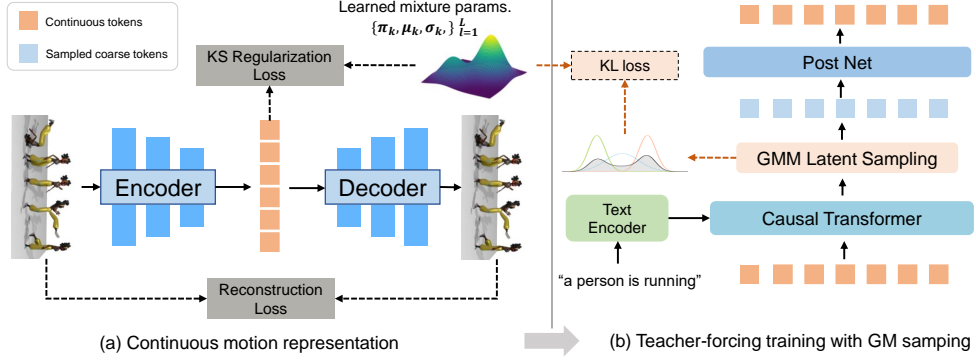 Continuous tokens
Sampled coarse tokens
Learned mixture params.
{π_k, μ_k, σ_k,}^L_{l=1}
KS Regularization
Loss
Encoder
Decoder
Reconstruction
Loss
(a) Continuous motion representation
KL loss
Post Net
GMM Latent Sampling
Text
Encoder
Causal Transformer
“a person is running”
(b) Teacher-forcing training with GM samping